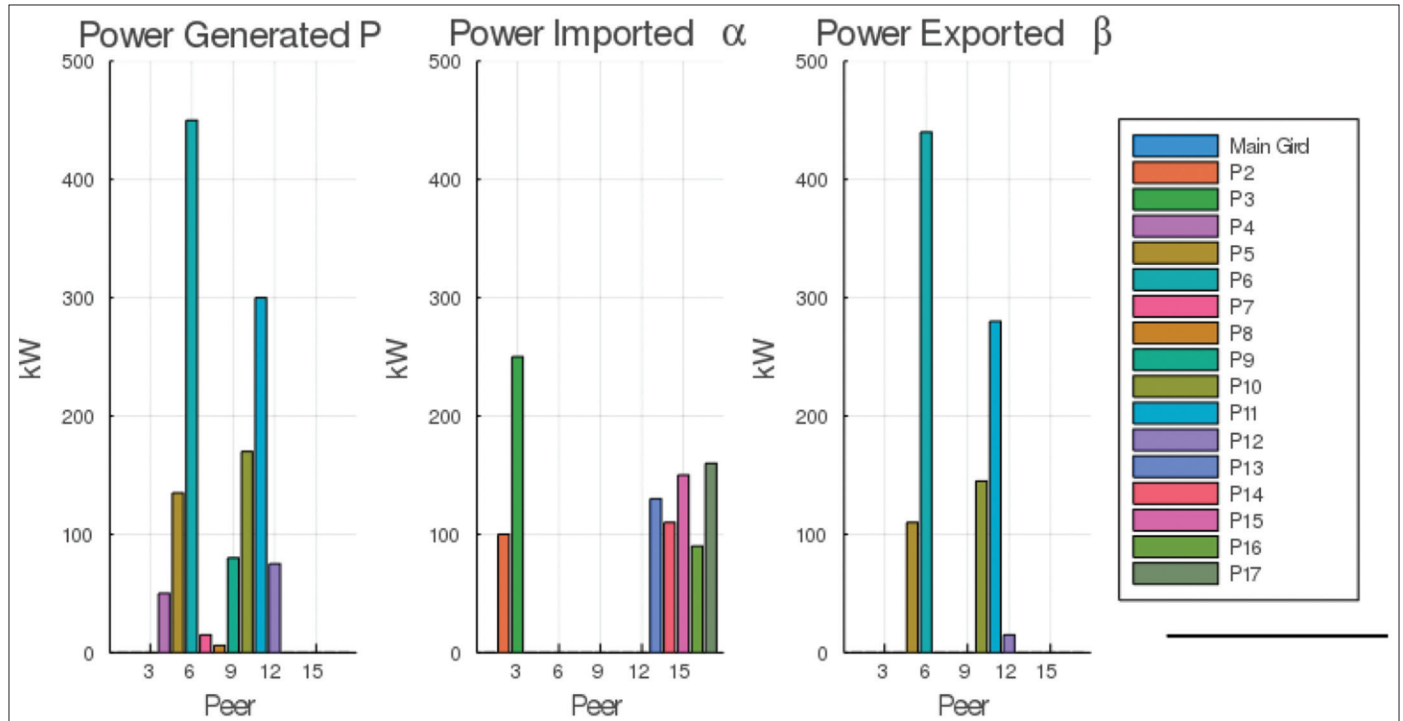 Power Generated P
500
400
300
200
100
0
kW
3 6 9 12 15
Peer
Power Imported α
500
400
300
200
100
0
kW
3 6 9 12 15
Peer
Power Exported β
500
400
300
200
100
0
kW
3 6 9 12 15
Peer
Main Gird
P2
P3
P4
P5
P6
P7
P8
P9
P10
P11
P12
P13
P14
P15
P16
P17